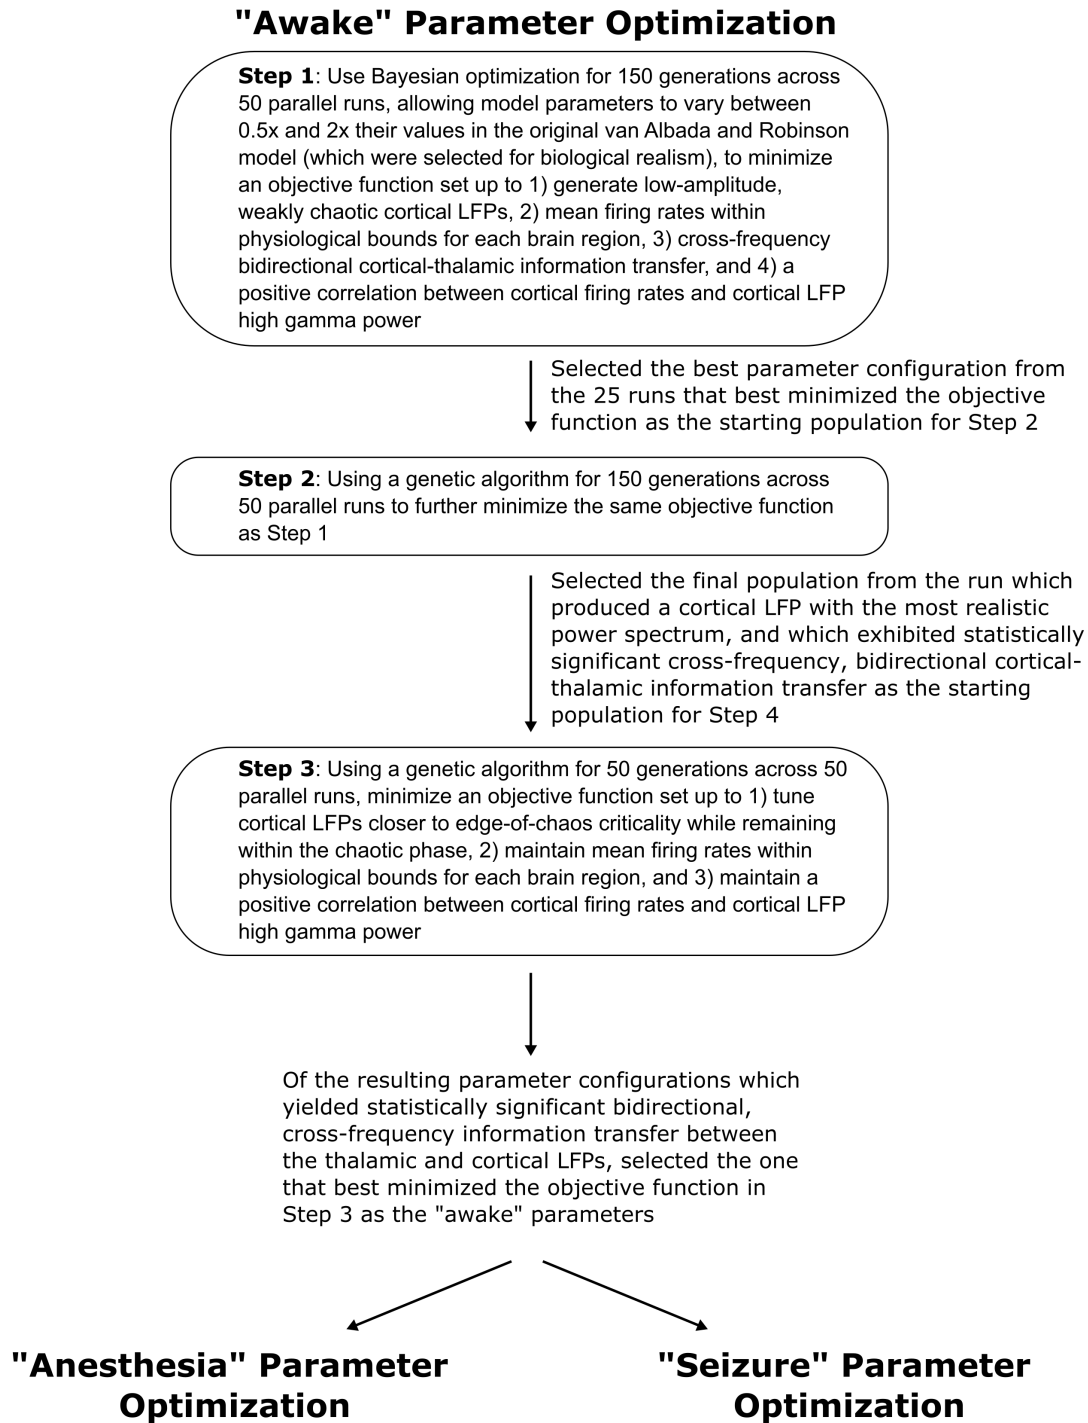 "Awake" Parameter Optimization
Step 1: Use Bayesian optimization for 150 generations across
50 parallel runs, allowing model parameters to vary between
0.5x and 2x their values in the original van Albada and Robinson
model (which were selected for biological realism), to minimize
an objective function set up to 1) generate low-amplitude,
weakly chaotic cortical LFPs, 2) mean firing rates within
physiological bounds for each brain region, 3) cross-frequency
bidirectional cortical-thalamic information transfer, and 4) a
positive correlation between cortical firing rates and cortical LFP
high gamma power
Selected the best parameter configuration from
the 25 runs that best minimized the objective
function as the starting population for Step 2
Step 2: Using a genetic algorithm for 150 generations across
50 parallel runs to further minimize the same objective function
as Step 1
Selected the final population from the run which
produced a cortical LFP with the most realistic
power spectrum, and which exhibited statistically
significant cross-frequency, bidirectional cortical-
thalamic information transfer as the starting
population for Step 4
Step 3: Using a genetic algorithm for 50 generations across 50
parallel runs, minimize an objective function set up to 1) tune
cortical LFPs closer to edge-of-chaos criticality while remaining
within the chaotic phase, 2) maintain mean firing rates within
physiological bounds for each brain region, and 3) maintain a
positive correlation between cortical firing rates and cortical LFP
high gamma power
Of the resulting parameter configurations which
yielded statistically significant bidirectional,
cross-frequency information transfer between
the thalamic and cortical LFPs, selected the one
that best minimized the objective function in
Step 3 as the "awake" parameters
"Anesthesia" Parameter
Optimization
"Seizure" Parameter
Optimization